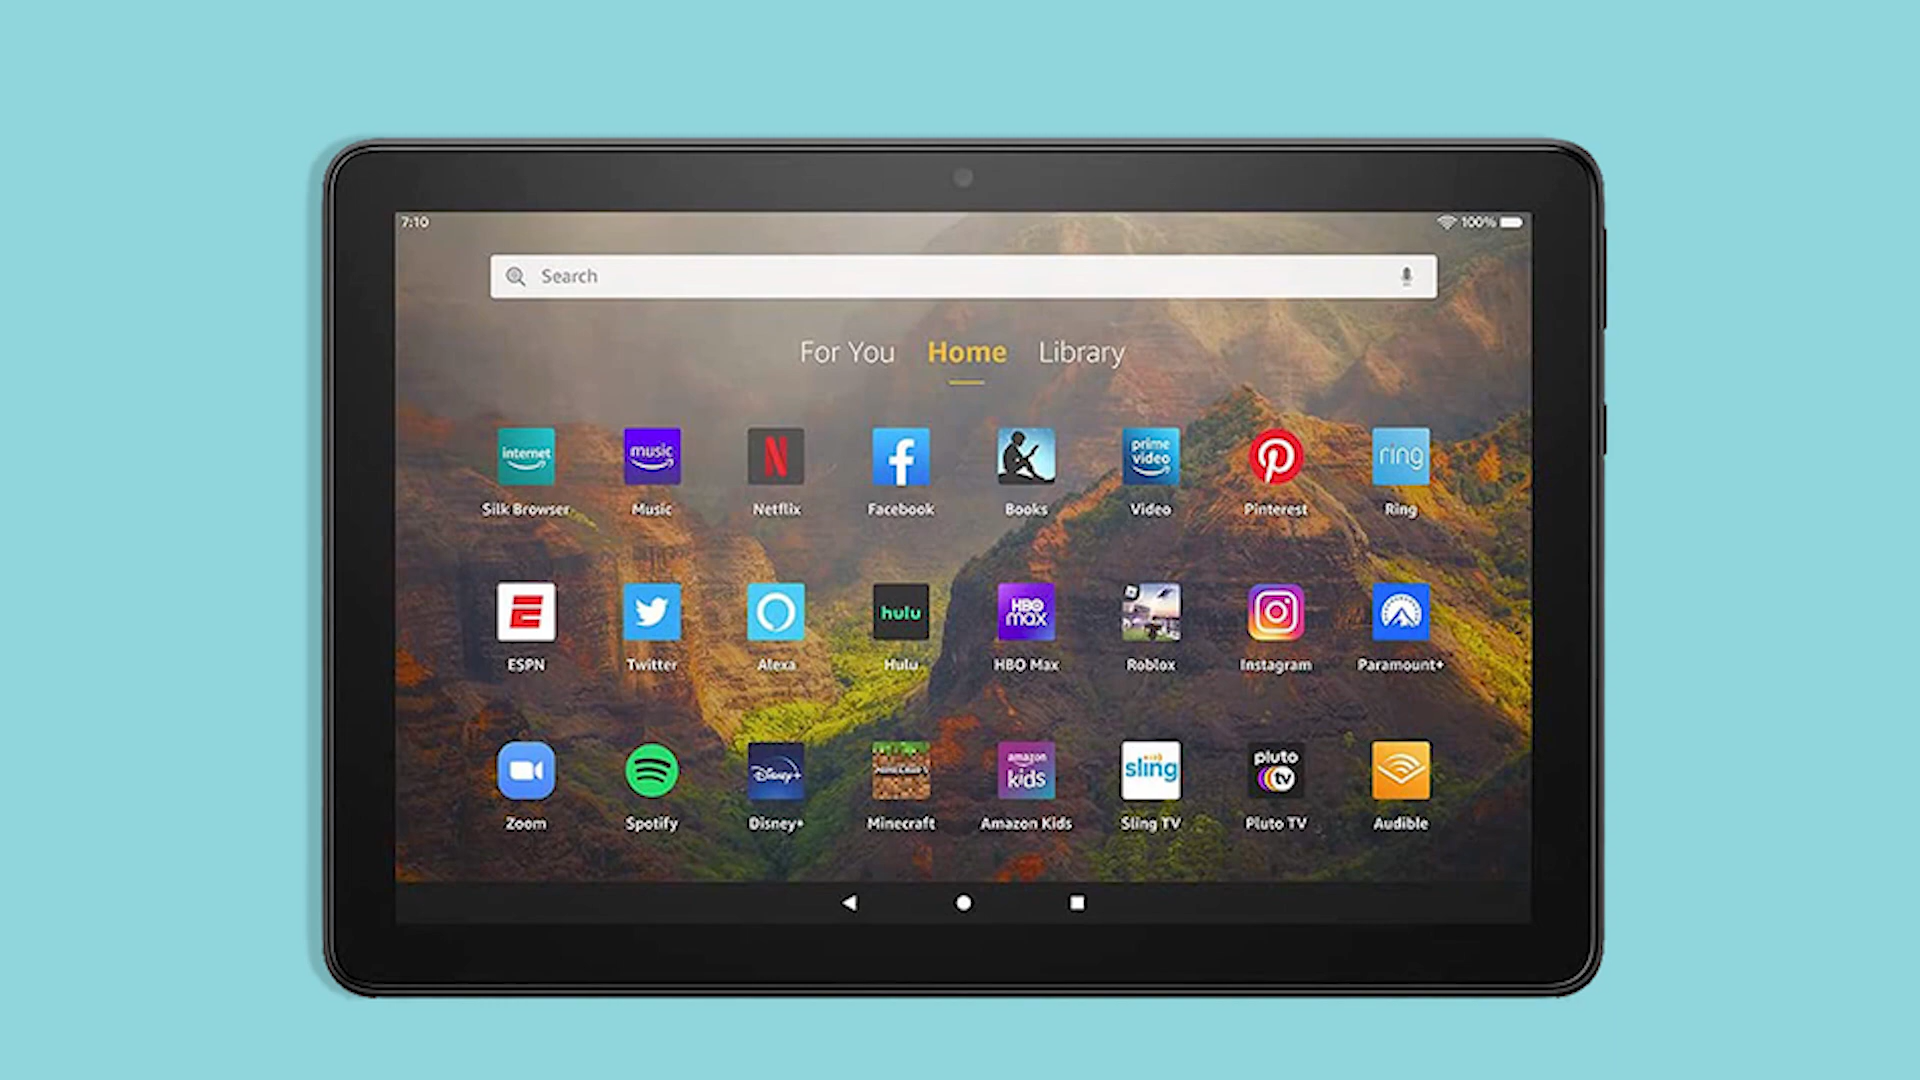 7:10
100%
Search
For You Home Library
internet
music
prime video
ring
Silk Browser Music Netflix Facebook Books Video Pinterest Ring
hulu
HBO max
ESPN Twitter Alexa Hulu HBO Max Roblox Instagram Paramount+
Disney+
amazon kids
sling
pluto tv
Zoom Spotify Disney+ Minecraft Amazon Kids Sling TV Pluto TV Audible